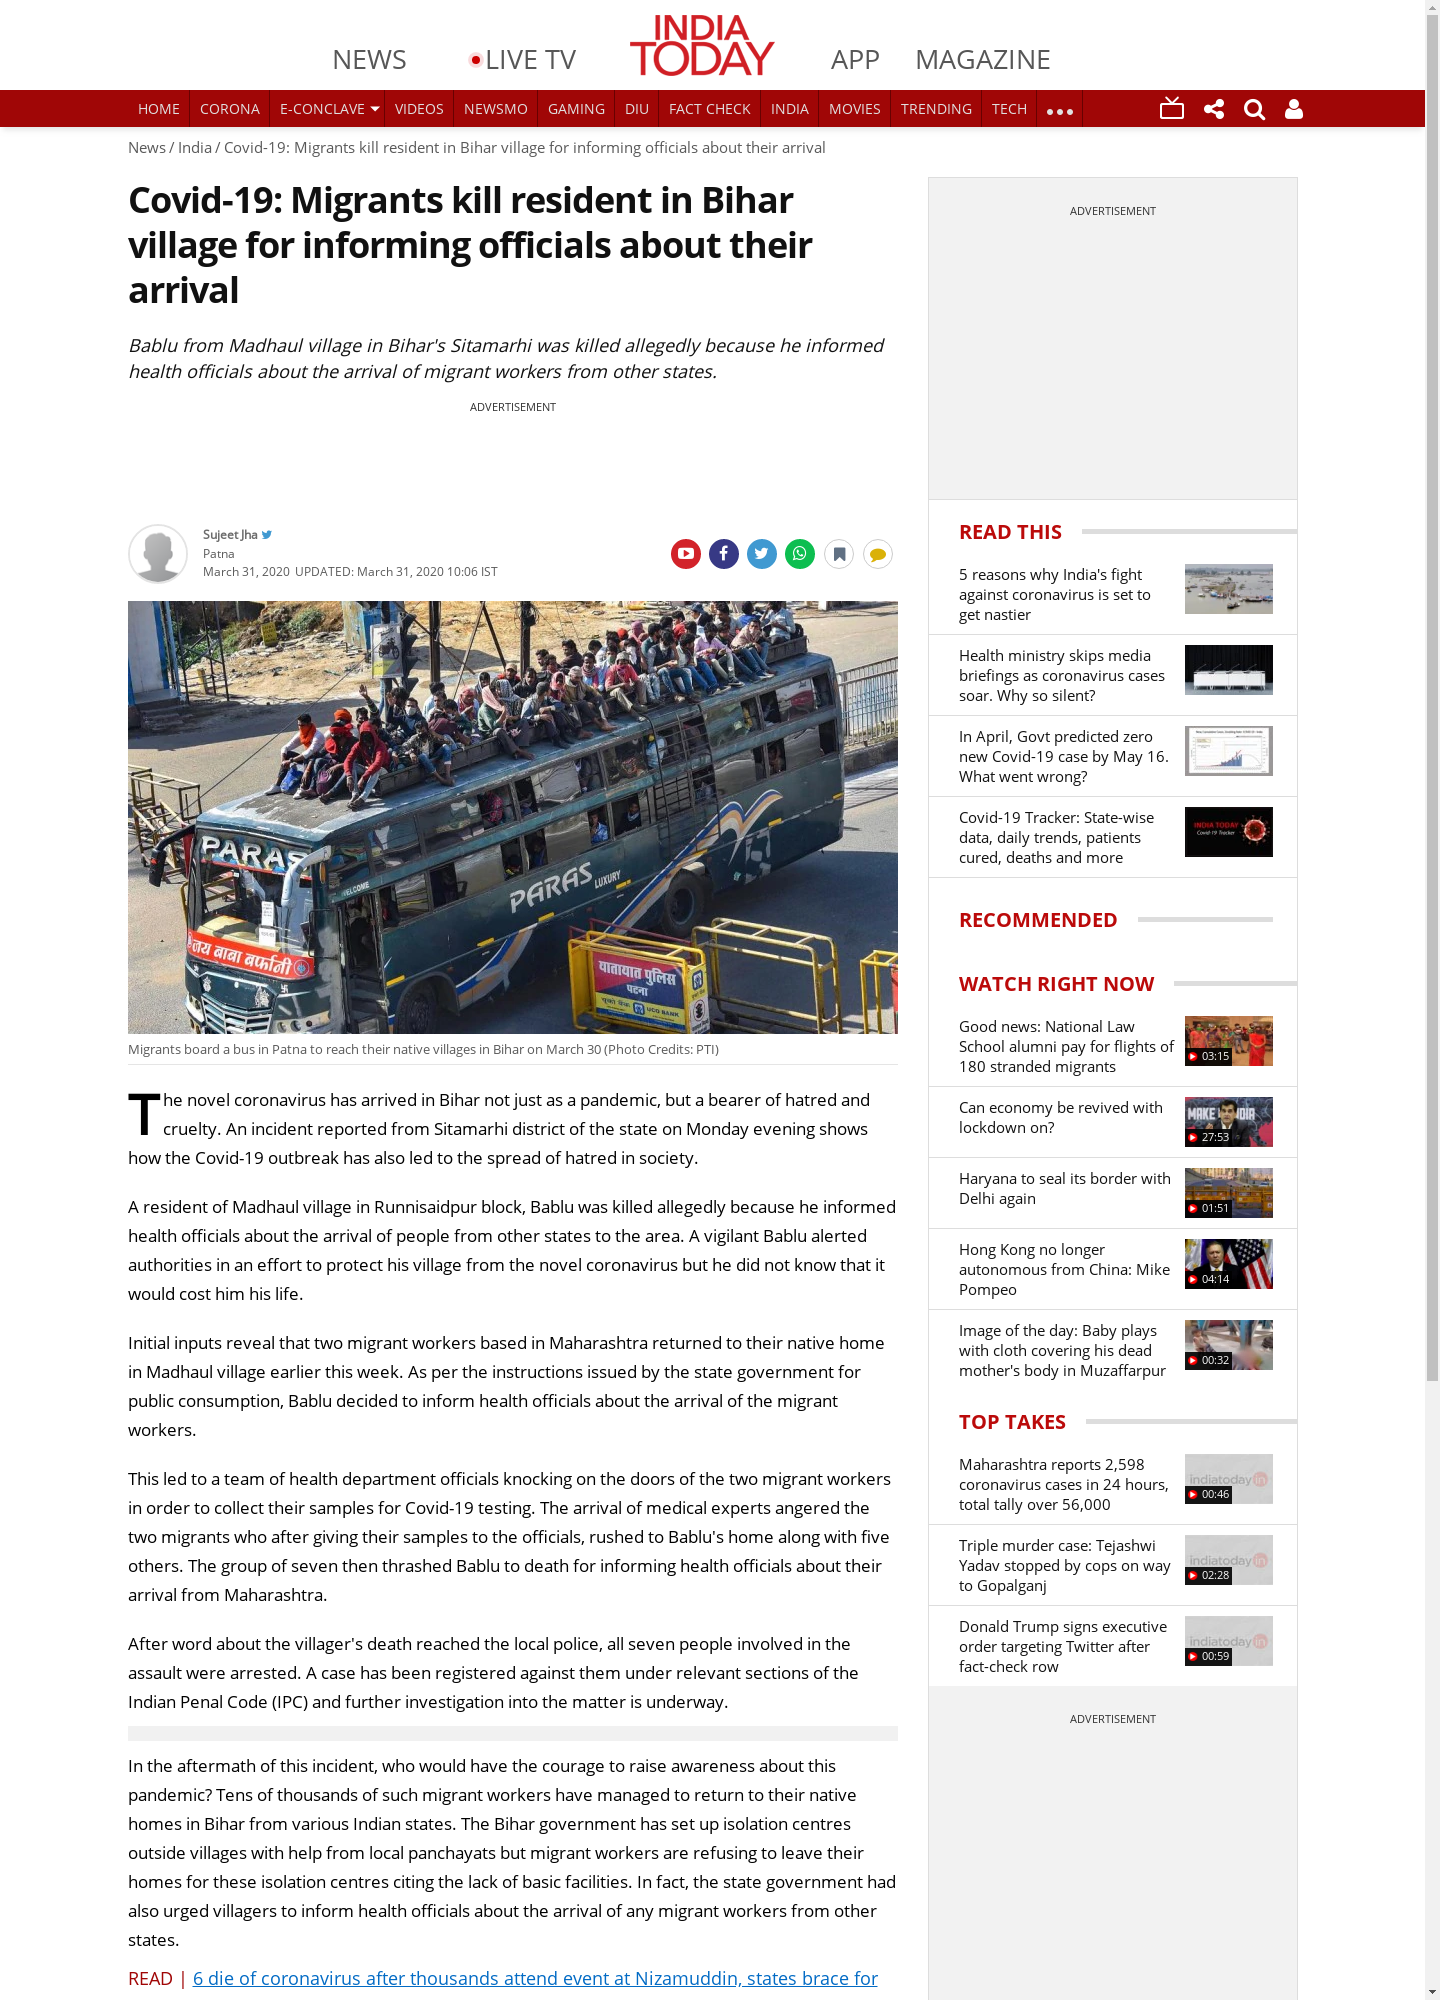 NEWS
LIVE TV
INDIA
TODAY
APP
MAGAZINE
HOME CORONA E-CONCLAVE VIDEOS NEWSMO GAMING DIU FACT CHECK INDIA MOVIES TRENDING TECH
News / India / Covid-19: Migrants kill resident in Bihar village for informing officials about their arrival
Covid-19: Migrants kill resident in Bihar
village for informing officials about their
arrival
Bablu from Madhaul village in Bihar's Sitamarhi was killed allegedly because he informed
health officials about the arrival of migrant workers from other states.
ADVERTISEMENT
Sujeet Jha
Patna
March 31, 2020 UPDATED: March 31, 2020 10:06 IST
PARAS
WELCOME
PARAS LUXURY
जय बाबा बर्फानी
यातायात पुलिस
पटना
यूको बैंक UCO BANK
Migrants board a bus in Patna to reach their native villages in Bihar on March 30 (Photo Credits: PTI)
The novel coronavirus has arrived in Bihar not just as a pandemic, but a bearer of hatred and
cruelty. An incident reported from Sitamarhi district of the state on Monday evening shows
how the Covid-19 outbreak has also led to the spread of hatred in society.
A resident of Madhaul village in Runnisaidpur block, Bablu was killed allegedly because he informed
health officials about the arrival of people from other states to the area. A vigilant Bablu alerted
authorities in an effort to protect his village from the novel coronavirus but he did not know that it
would cost him his life.
Initial inputs reveal that two migrant workers based in Maharashtra returned to their native home
in Madhaul village earlier this week. As per the instructions issued by the state government for
public consumption, Bablu decided to inform health officials about the arrival of the migrant
workers.
This led to a team of health department officials knocking on the doors of the two migrant workers
in order to collect their samples for Covid-19 testing. The arrival of medical experts angered the
two migrants who after giving their samples to the officials, rushed to Bablu's home along with five
others. The group of seven then thrashed Bablu to death for informing health officials about their
arrival from Maharashtra.
After word about the villager's death reached the local police, all seven people involved in the
assault were arrested. A case has been registered against them under relevant sections of the
Indian Penal Code (IPC) and further investigation into the matter is underway.
In the aftermath of this incident, who would have the courage to raise awareness about this
pandemic? Tens of thousands of such migrant workers have managed to return to their native
homes in Bihar from various Indian states. The Bihar government has set up isolation centres
outside villages with help from local panchayats but migrant workers are refusing to leave their
homes for these isolation centres citing the lack of basic facilities. In fact, the state government had
also urged villagers to inform health officials about the arrival of any migrant workers from other
states.
READ | 6 die of coronavirus after thousands attend event at Nizamuddin, states brace for
ADVERTISEMENT
READ THIS
5 reasons why India's fight
against coronavirus is set to
get nastier
Health ministry skips media
briefings as coronavirus cases
soar. Why so silent?
In April, Govt predicted zero
new Covid-19 case by May 16.
What went wrong?
Covid-19 Tracker: State-wise
data, daily trends, patients
cured, deaths and more
INDIA TODAY
Covid-19 Tracker
RECOMMENDED
WATCH RIGHT NOW
Good news: National Law
School alumni pay for flights of
180 stranded migrants
03:15
Can economy be revived with
lockdown on?
27:53
Haryana to seal its border with
Delhi again
01:51
Hong Kong no longer
autonomous from China: Mike
Pompeo
04:14
Image of the day: Baby plays
with cloth covering his dead
mother's body in Muzaffarpur
00:32
TOP TAKES
Maharashtra reports 2,598
coronavirus cases in 24 hours,
total tally over 56,000
indiatoday in
00:46
Triple murder case: Tejashwi
Yadav stopped by cops on way
to Gopalganj
indiatoday in
02:28
Donald Trump signs executive
order targeting Twitter after
fact-check row
indiatoday in
00:59
ADVERTISEMENT